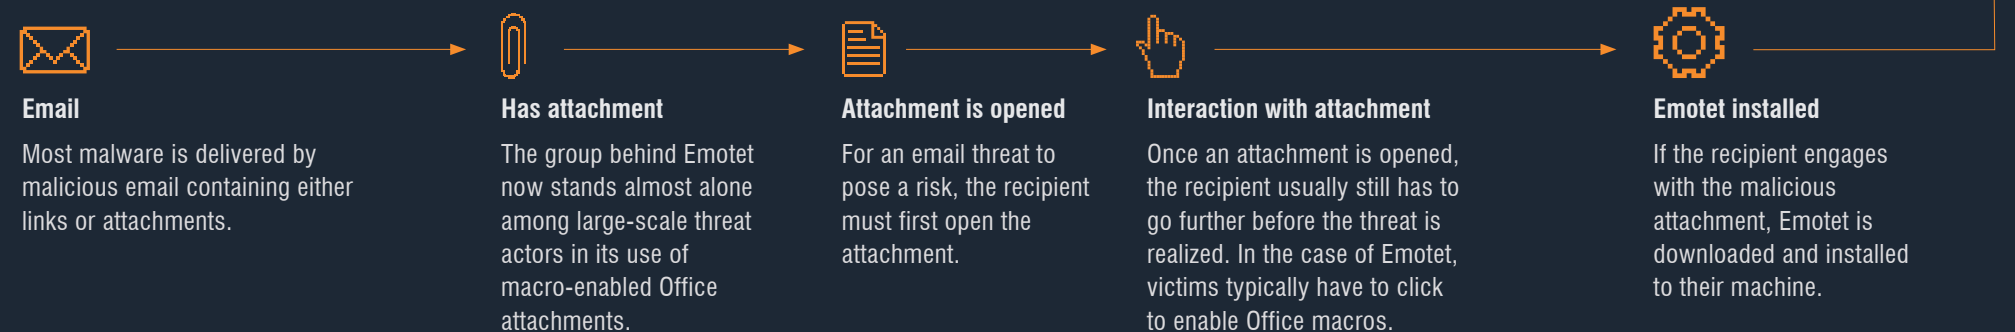 Email
Most malware is delivered by
malicious email containing either
links or attachments.
Has attachment
The group behind Emotet
now stands almost alone
among large-scale threat
actors in its use of
macro-enabled Office
attachments.
Attachment is opened
For an email threat to
pose a risk, the recipient
must first open the
attachment.
Interaction with attachment
Once an attachment is opened,
the recipient usually still has to
go further before the threat is
realized. In the case of Emotet,
victims typically have to click
to enable Office macros.
Emotet installed
If the recipient engages
with the malicious
attachment, Emotet is
downloaded and installed
to their machine.